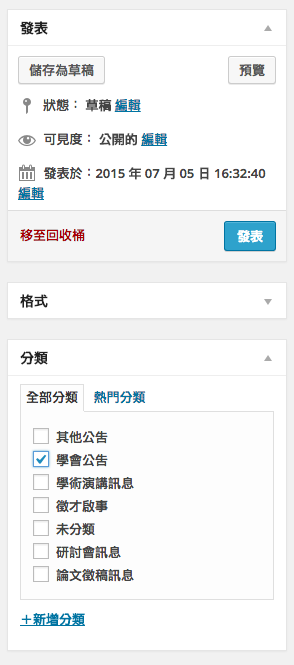 發表
儲存為草稿 預覽
狀態： 草稿 編輯
可見度： 公開的 編輯
發表於：2015 年 07 月 05 日 16:32:40
編輯
移至回收桶 發表
格式
分類
全部分類 熱門分類
其他公告
學會公告
學術演講訊息
徵才啟事
未分類
研討會訊息
論文徵稿訊息
＋新增分類